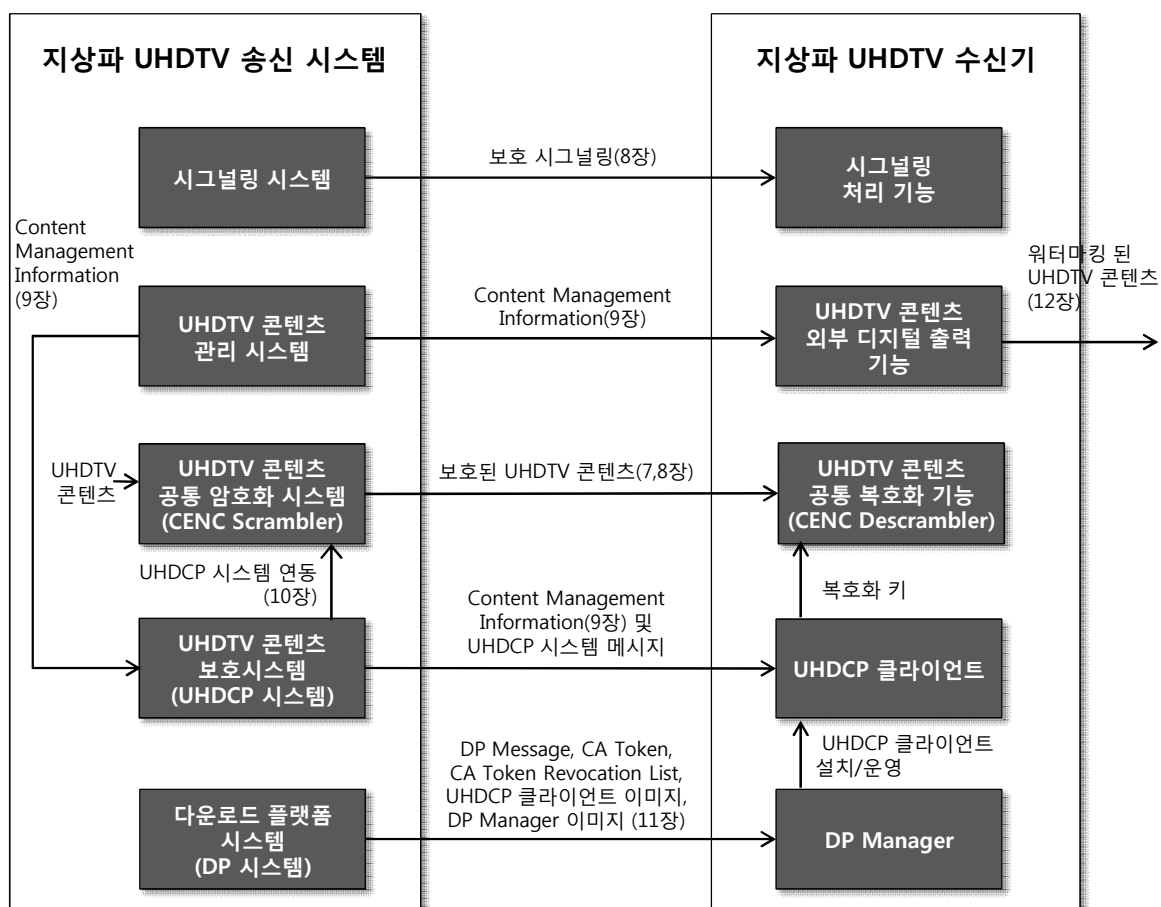 지상파 UHDTV 송신 시스템
지상파 UHDTV 수신기
시그널링 시스템
보호 시그널링(8장)
시그널링
처리 기능
Content
Management
Information
(9장)
워터마킹 된
UHDTV 콘텐츠
(12장)
UHDTV 콘텐츠
관리 시스템
Content Management
Information(9장)
UHDTV 콘텐츠
외부 디지털 출력
기능
UHDTV
콘텐츠
UHDTV 콘텐츠
공통 암호화 시스템
(CENC Scrambler)
보호된 UHDTV 콘텐츠(7,8장)
UHDTV 콘텐츠
공통 복호화 기능
(CENC Descrambler)
UHDCP 시스템 연동
(10장)
복호화 키
UHDTV 콘텐츠
보호시스템
(UHDCP 시스템)
Content Management
Information(9장) 및
UHDCP 시스템 메시지
UHDCP 클라이언트
UHDCP 클라이언트
설치/운영
다운로드 플랫폼
시스템
(DP 시스템)
DP Message, CA Token,
CA Token Revocation List,
UHDCP 클라이언트 이미지,
DP Manager 이미지 (11장)
DP Manager